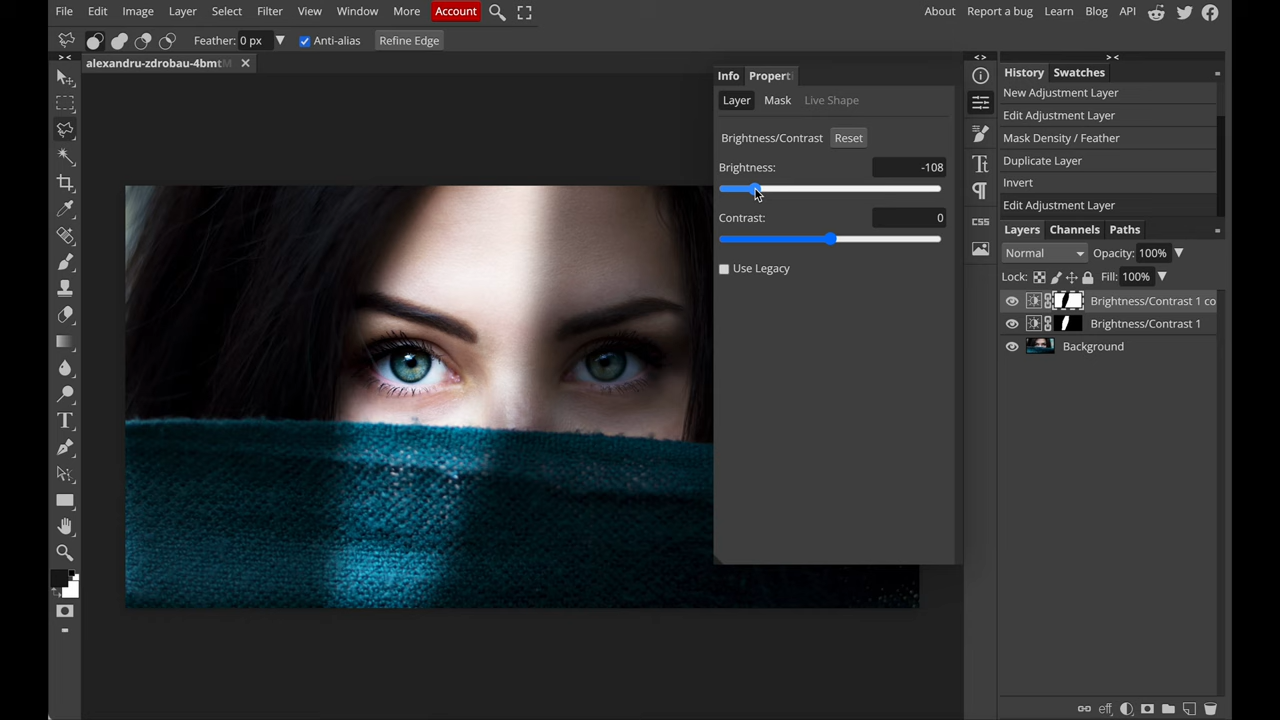 File Edit Image Layer Select Filter View Window More Account About Report a bug Learn Blog API
Feather: 0 px Anti-alias Refine Edge
alexandru-zdrobau-4bmtM
Info Properti
Layer Mask Live Shape
Brightness/Contrast Reset
Brightness: -108
Contrast: 0
Use Legacy
CSS
History Swatches
New Adjustment Layer
Edit Adjustment Layer
Mask Density / Feather
Duplicate Layer
Invert
Edit Adjustment Layer
Layers Channels Paths
Normal Opacity: 100%
Lock: Fill: 100%
Brightness/Contrast 1 co
Brightness/Contrast 1
Background
eff